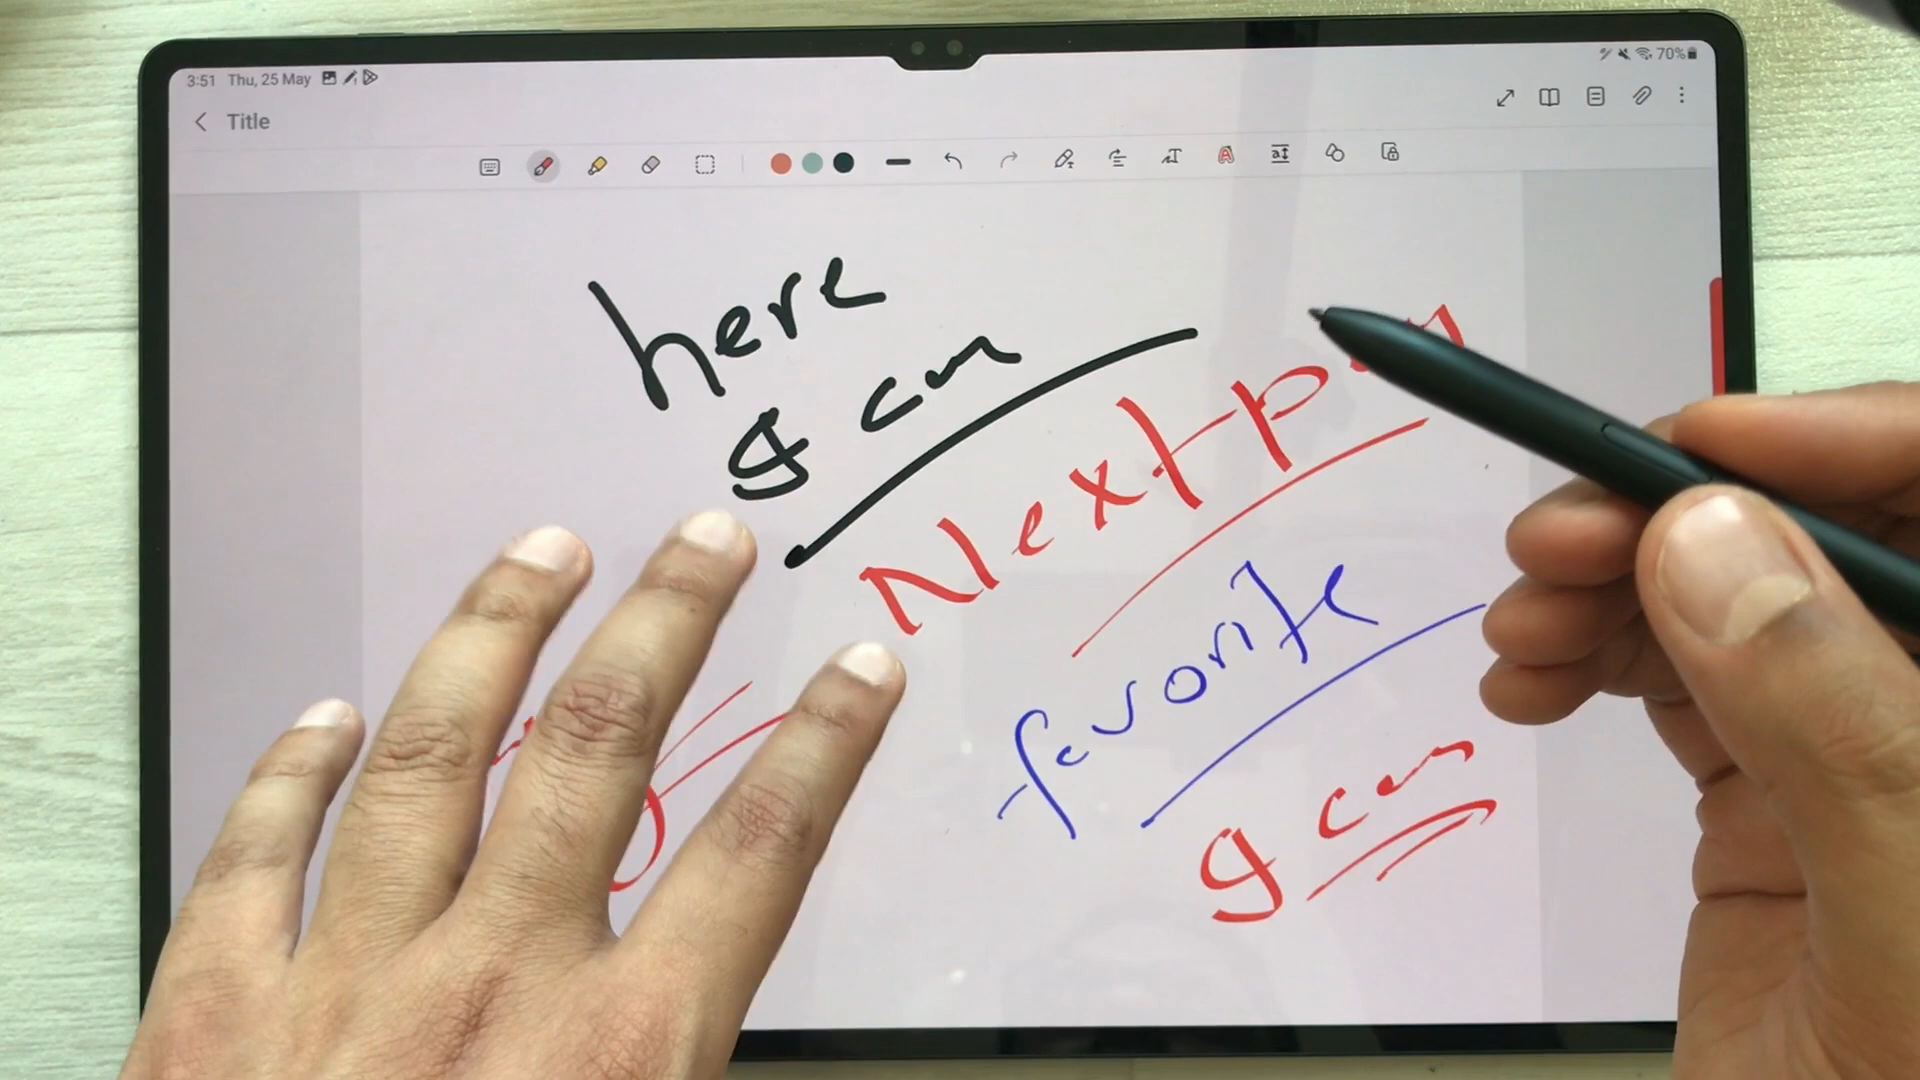 3:51 Thu, 25 May
70%
Title
here
I can
Next
favorite
I can